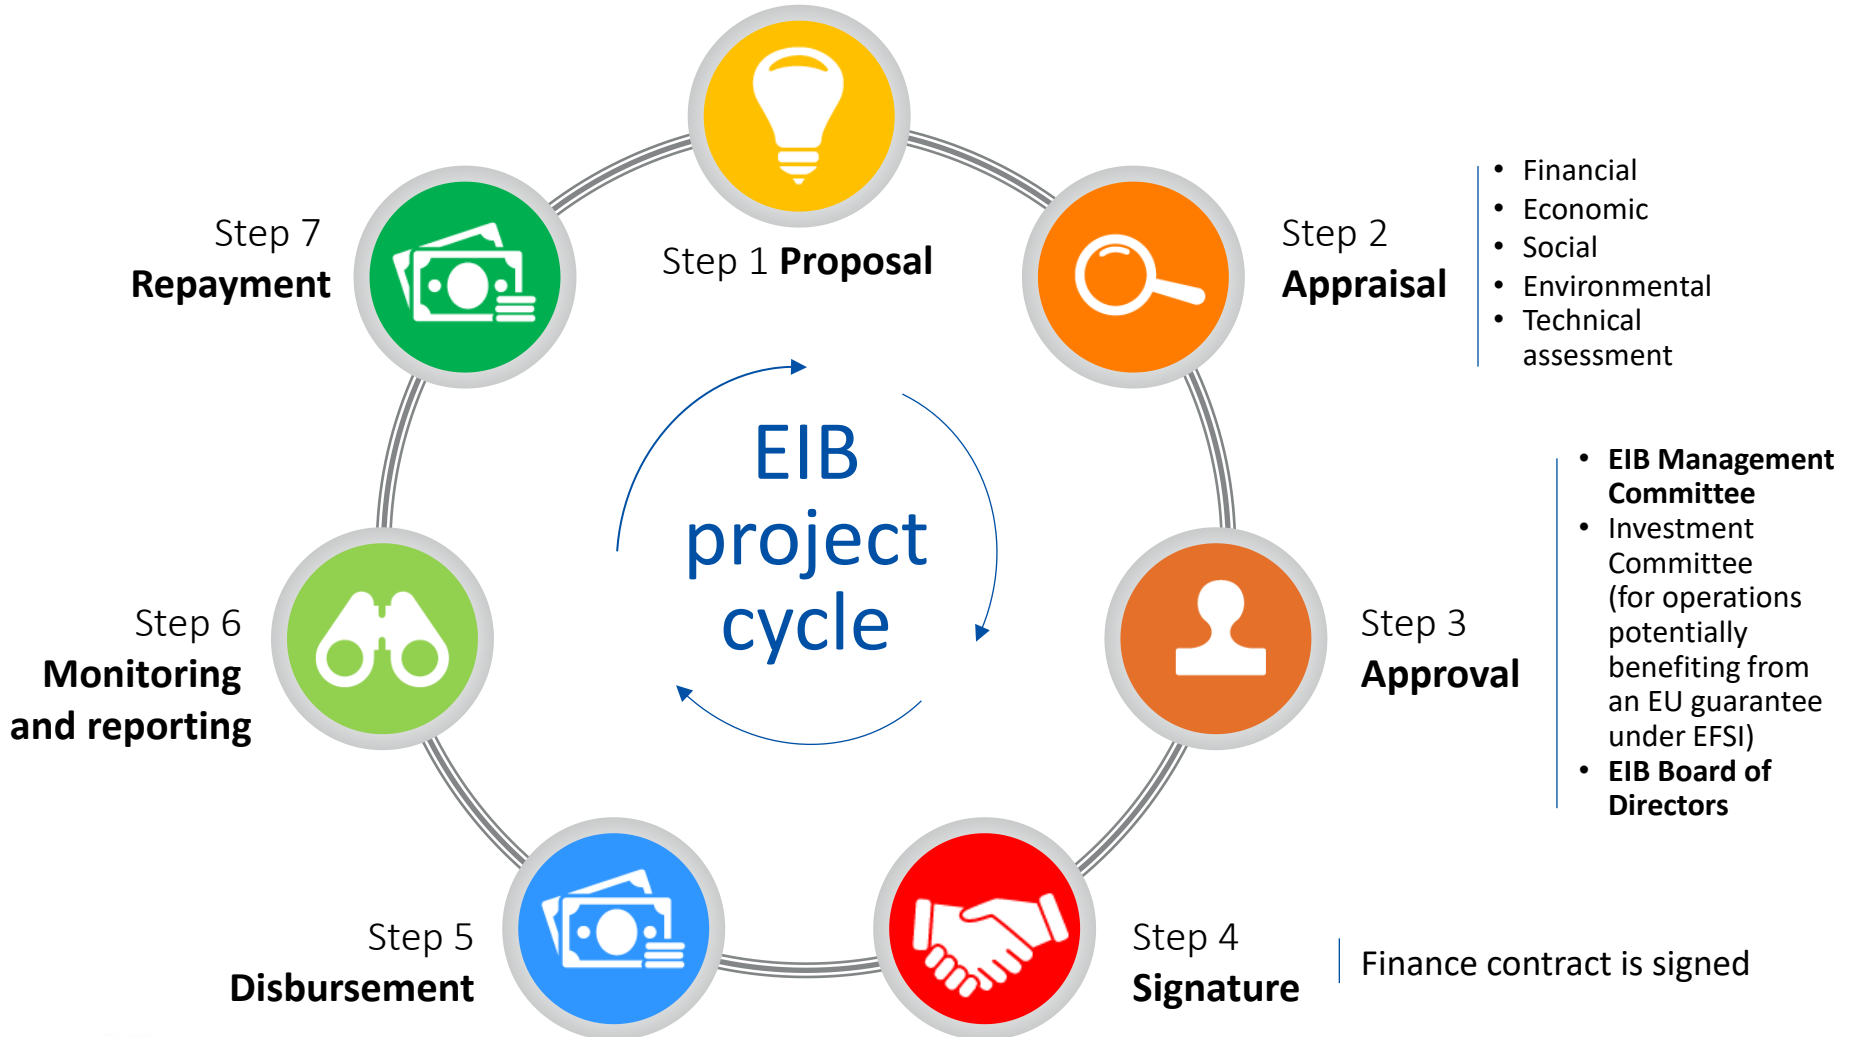 Step 1 Proposal
Step 2
Appraisal
• Financial
• Economic
• Social
• Environmental
• Technical
assessment
Step 3
Approval
• EIB Management
Committee
• Investment
Committee
(for operations
potentially
benefiting from
an EU guarantee
under EFSI)
• EIB Board of
Directors
Step 4
Signature
Finance contract is signed
Step 5
Disbursement
Step 6
Monitoring
and reporting
Step 7
Repayment
EIB
project
cycle